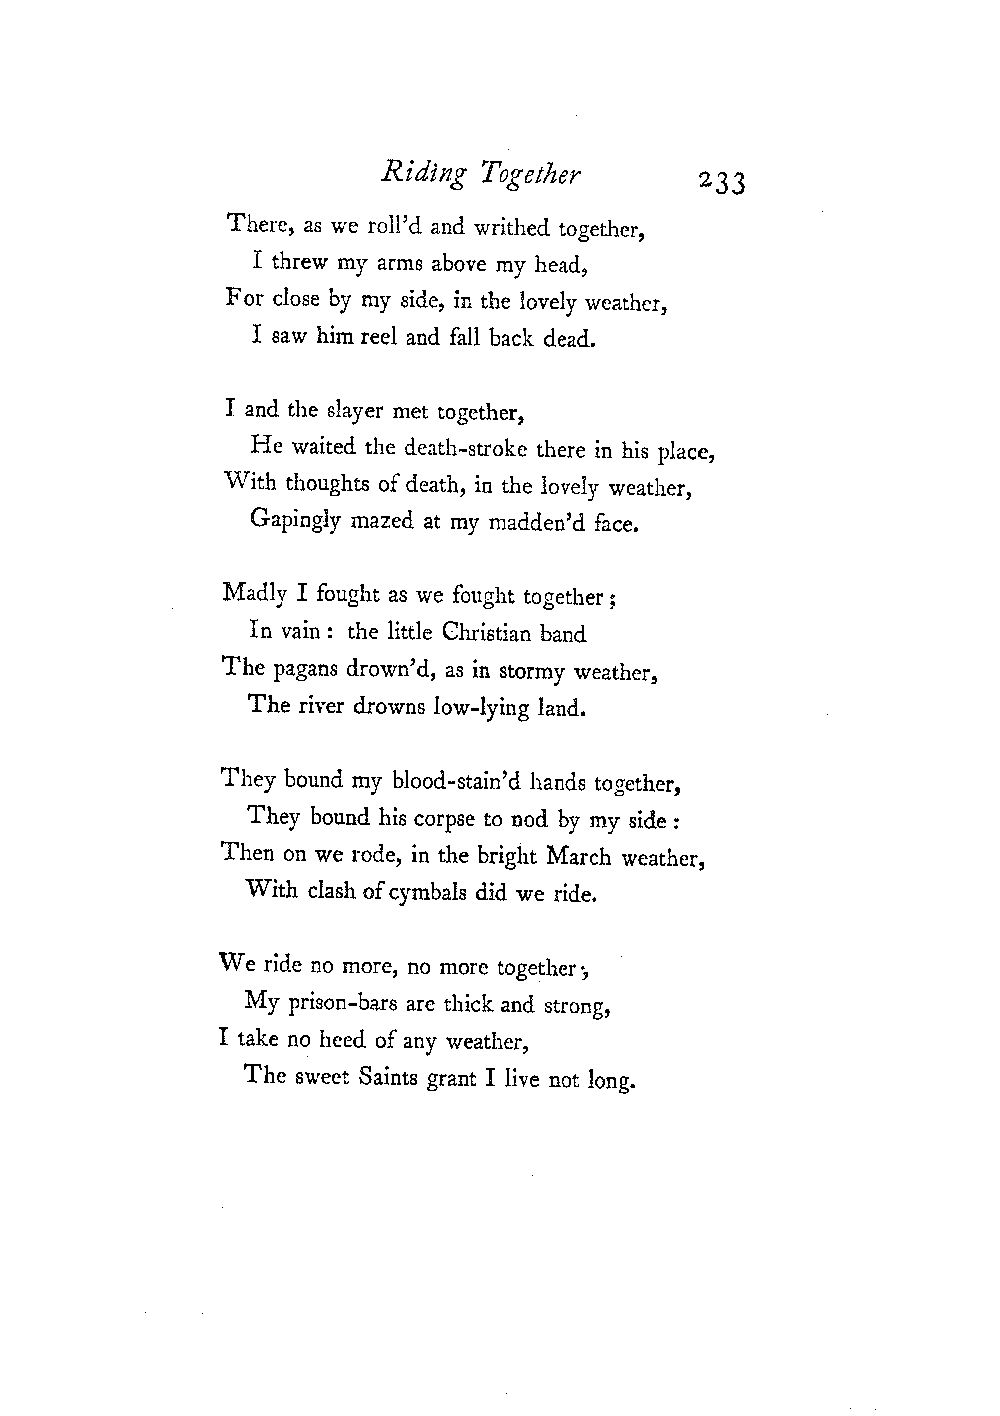 Riding Together 233
There, as we roll'd and writhed together,
I threw my arms above my head,
For close by my side, in the lovely weather,
I saw him reel and fall back dead.
I and the slayer met together,
He waited the death-stroke there in his place,
With thoughts of death, in the lovely weather,
Gapingly mazed at my madden'd face.
Madly I fought as we fought together;
In vain: the little Christian band
The pagans drown'd, as in stormy weather,
The river drowns low-lying land.
They bound my blood-stain'd hands together,
They bound his corpse to nod by my side:
Then on we rode, in the bright March weather,
With clash of cymbals did we ride.
We ride no more, no more together;
My prison-bars are thick and strong,
I take no heed of any weather,
The sweet Saints grant I live not long.